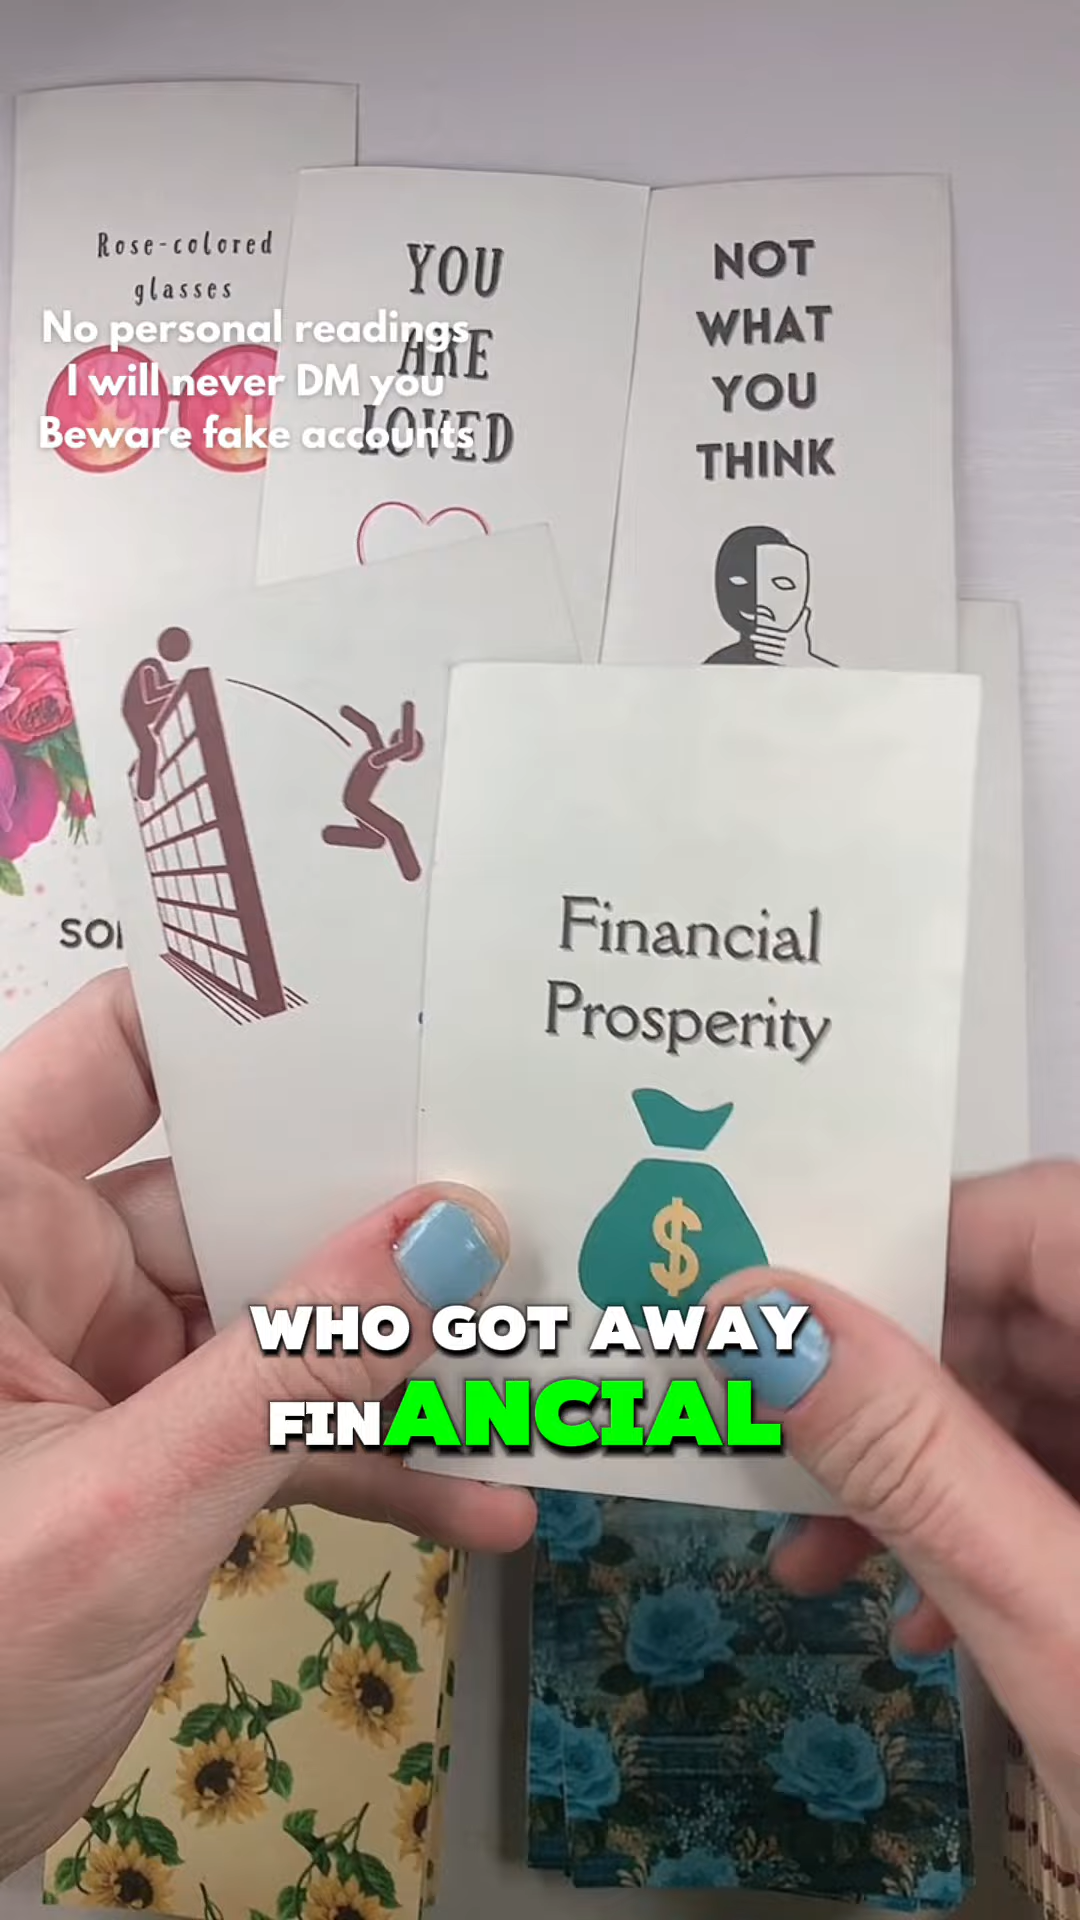 Rose-colored
glasses
No personal readings
I will never DM you
Beware fake accounts
YOU
ARE
LOVED
NOT
WHAT
YOU
THINK
Financial
Prosperity
$
WHO GOT AWAY
FINANCIAL